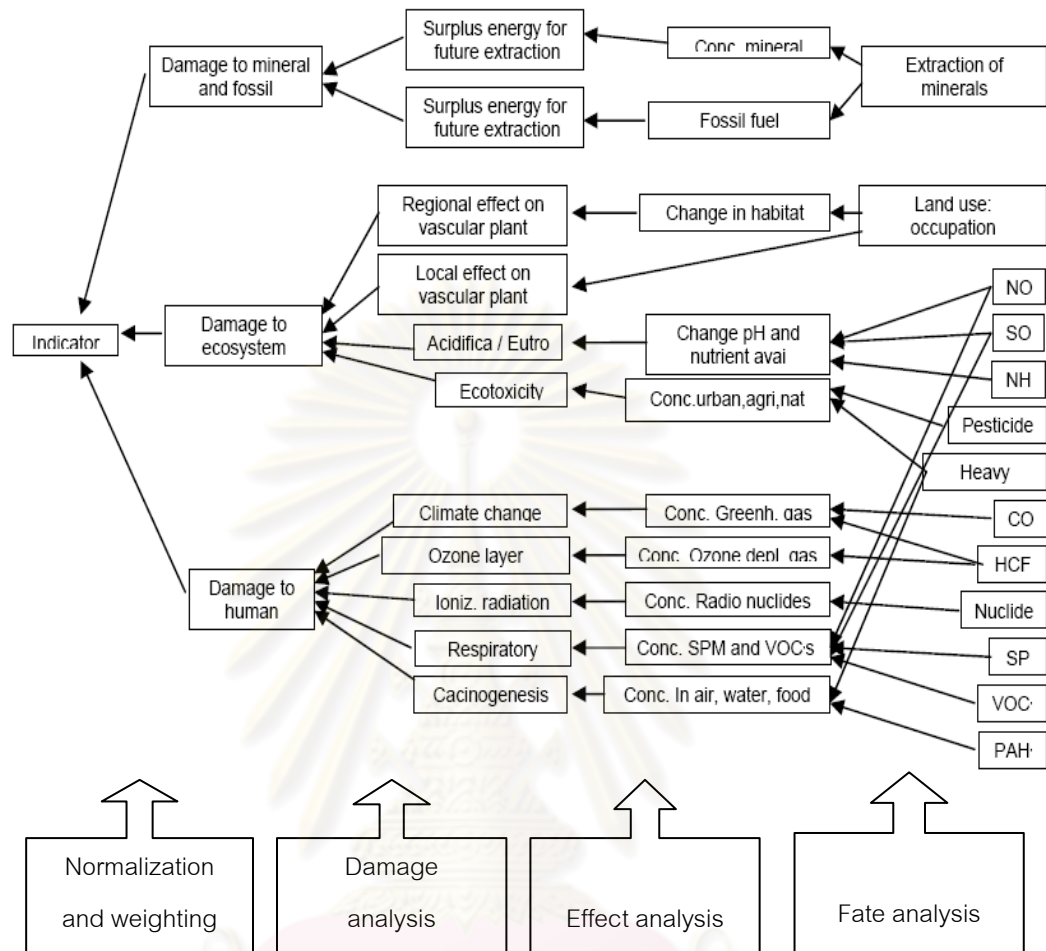 Surplus energy for
future extraction
Conc. mineral
Damage to mineral
and fossil
Extraction of
minerals
Surplus energy for
future extraction
Fossil fuel
Regional effect on
vascular plant
Change in habitat
Land use:
occupation
Local effect on
vascular plant
NO
Indicator
Damage to
ecosystem
Acidifica / Eutro
Change pH and
nutrient avai
SO
NH
Ecotoxicity
Conc.urban,agri,nat
Pesticide
Heavy
Climate change
Conc. Greenh. gas
CO
Ozone layer
Conc. Ozone depl. gas
HCF
Damage to
human
Ioniz. radiation
Conc. Radio nuclides
Nuclide
Respiratory
Conc. SPM and VOC's
SP
Cacinogenesis
Conc. In air, water, food
VOC·
PAH·
Normalization
and weighting
Damage
analysis
Effect analysis
Fate analysis